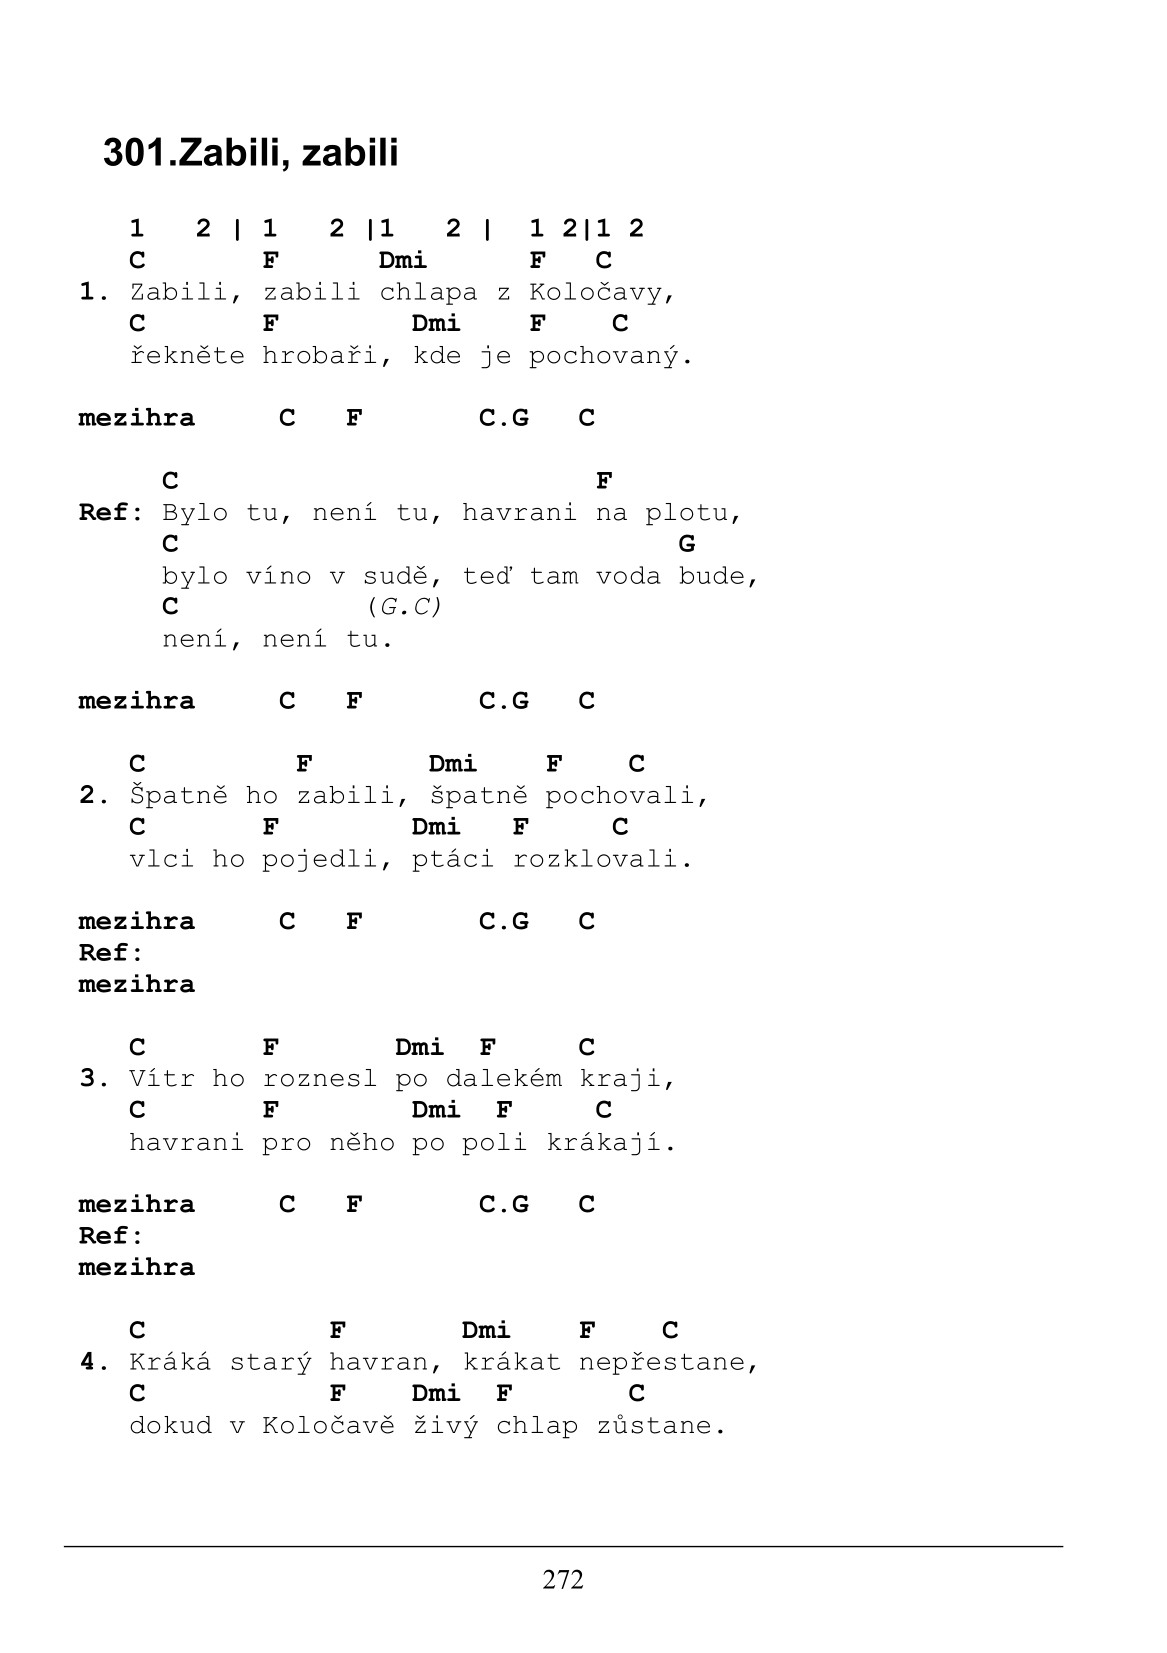 301.Zabili, zabili
1   2 | 1   2 |1   2 |  1 2|1 2
C       F      Dmi      F   C
1. Zabili, zabili chlapa z Koločavy,
C       F        Dmi    F    C
řekněte hrobaři, kde je pochovaný.
mezihra     C   F       C.G   C
C                         F
Ref: Bylo tu, není tu, havrani na plotu,
C                              G
bylo víno v sudě, teď tam voda bude,
C           (G.C)
není, není tu.
mezihra     C   F       C.G   C
C         F       Dmi    F    C
2. Špatně ho zabili, špatně pochovali,
C       F        Dmi   F     C
vlci ho pojedli, ptáci rozklovali.
mezihra     C   F       C.G   C
Ref:
mezihra
C       F       Dmi  F     C
3. Vítr ho roznesl po dalekém kraji,
C       F        Dmi  F     C
havrani pro něho po poli krákají.
mezihra     C   F       C.G   C
Ref:
mezihra
C           F       Dmi    F    C
4. Kráká starý havran, krákat nepřestane,
C           F    Dmi  F       C
dokud v Koločavě živý chlap zůstane.
272